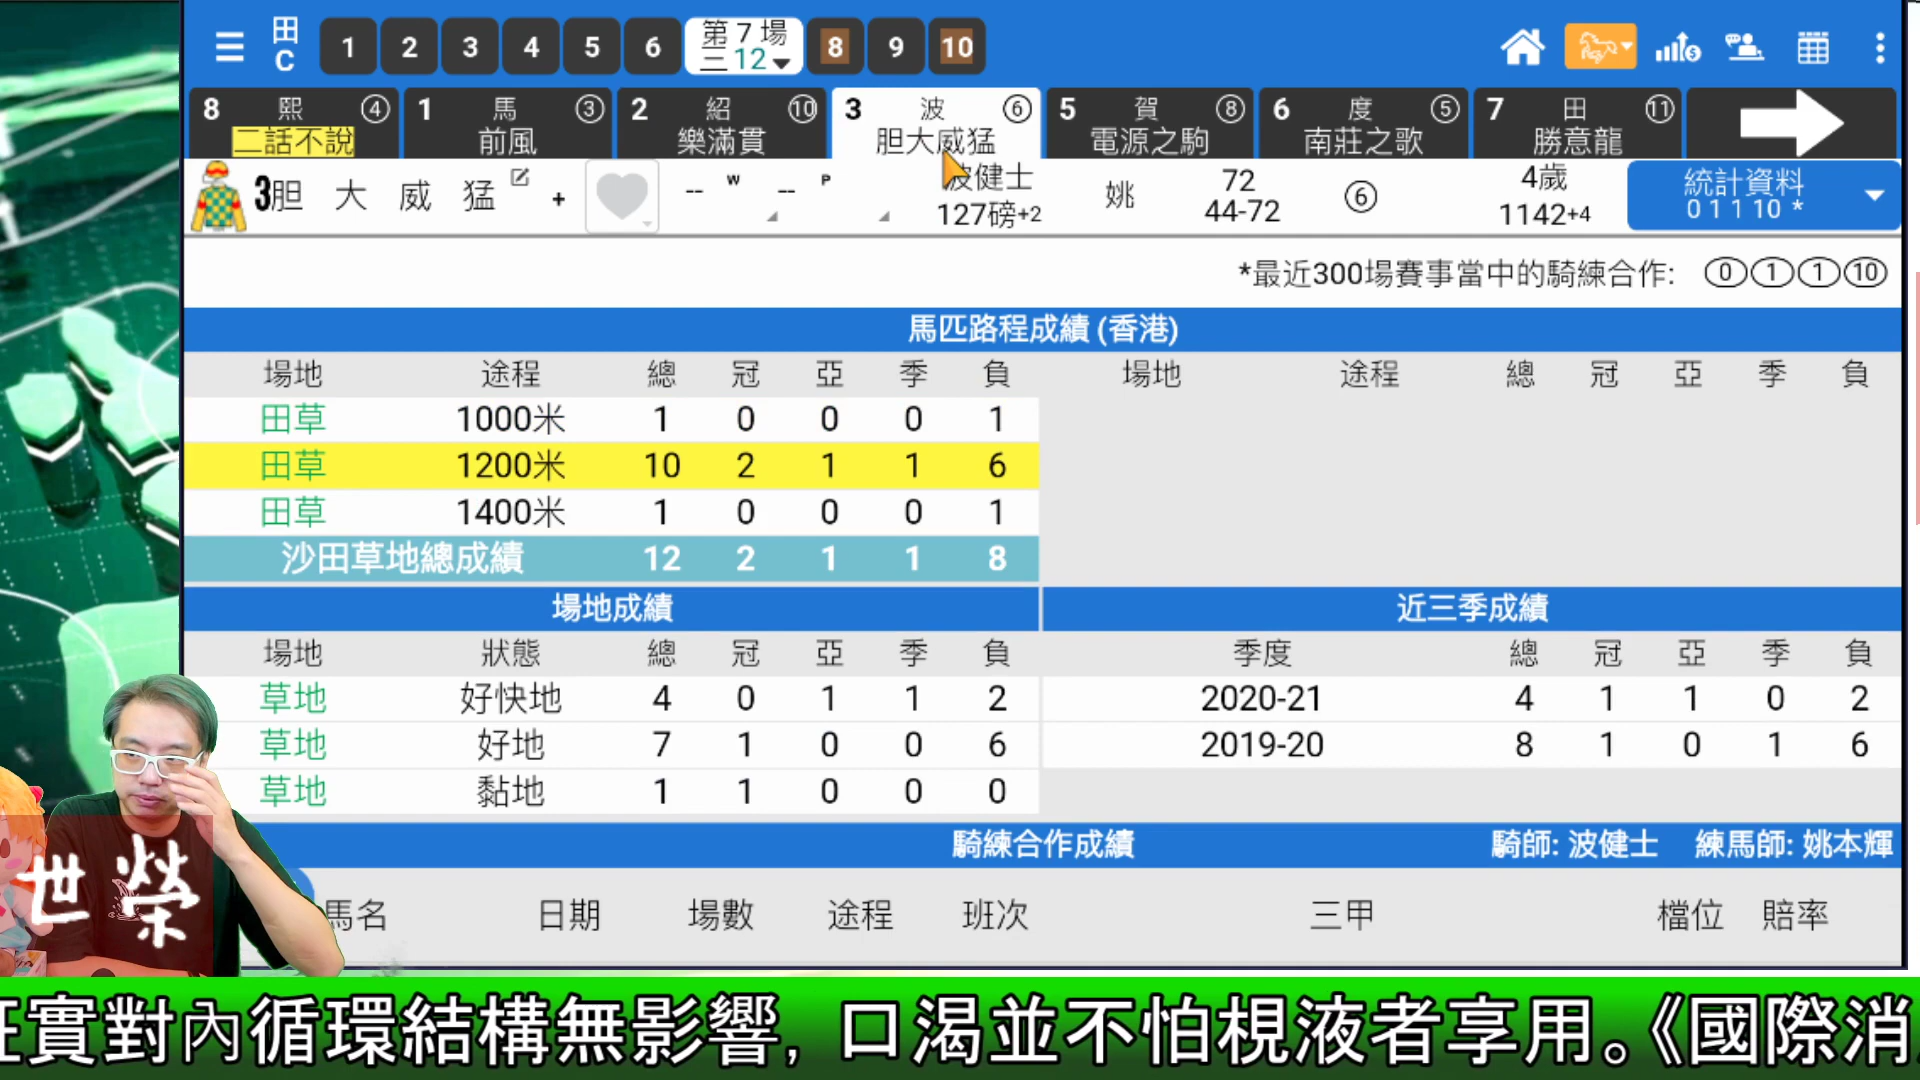 田
C
1 2 3 4 5 6 第7場 三12 8 9 10
8 熙 ④ 二話不說
1 馬 ③ 前風
2 紹 ⑩ 樂滿貫
3 波 ⑥ 胆大威猛
5 賀 ⑧ 電源之駒
6 度 ⑤ 南莊之歌
7 田 ⑪ 勝意龍
3胆大威猛 + -- W -- P 波健士 127磅+2 姚 72 44-72 ⑥ 4歲 1142+4 統計資料 0 1 1 10 *
*最近300場賽事當中的騎練合作: 0 1 1 10
馬匹路程成績 (香港)
場地 途程 總 冠 亞 季 負 場地 途程 總 冠 亞 季 負
田草 1000米 1 0 0 0 1
田草 1200米 10 2 1 1 6
田草 1400米 1 0 0 0 1
沙田草地總成績 12 2 1 1 8
場地成績 近三季成績
場地 狀態 總 冠 亞 季 負 季度 總 冠 亞 季 負
草地 好快地 4 0 1 1 2 2020-21 4 1 1 0 2
草地 好地 7 1 0 0 6 2019-20 8 1 0 1 6
草地 黏地 1 1 0 0 0
騎練合作成績 騎師: 波健士 練馬師: 姚本輝
馬名 日期 場數 途程 班次 三甲 檔位 賠率
世榮
實對內循環結構無影響, 口渴並不怕梘液者享用。《國際消